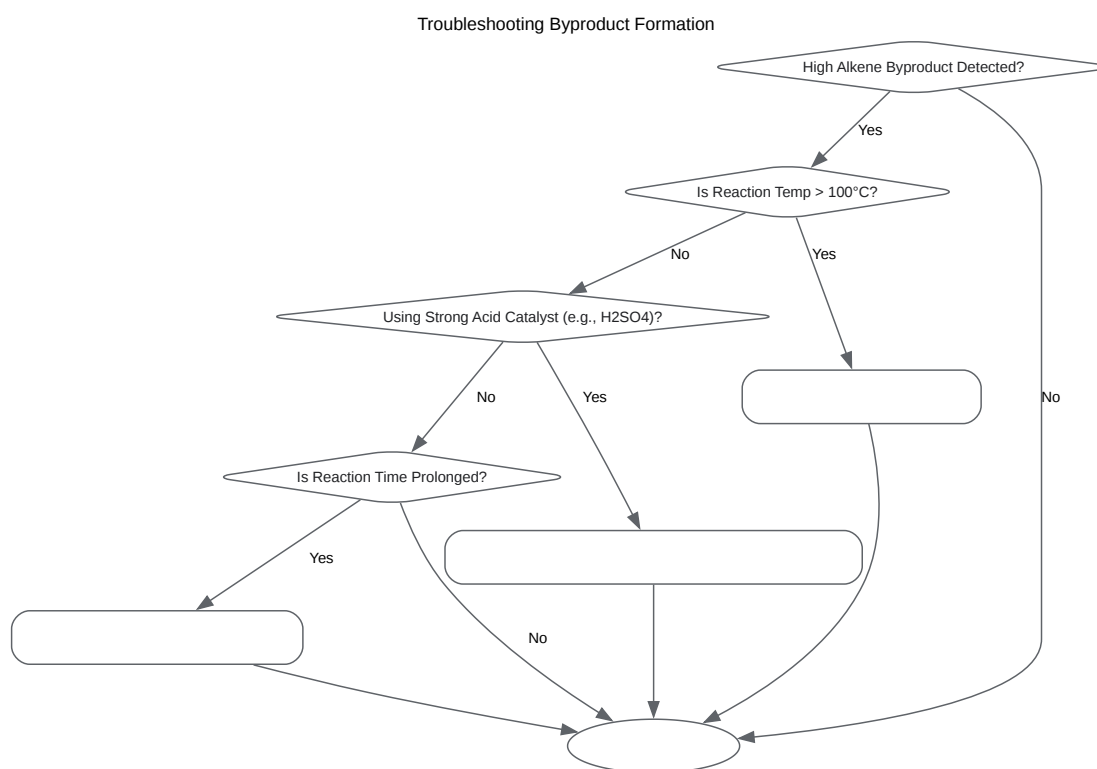 Troubleshooting Byproduct Formation
High Alkene Byproduct Detected?
Yes
Is Reaction Temp > 100°C?
No
Yes
Using Strong Acid Catalyst (e.g., H2SO4)?
No
Yes
No
Is Reaction Time Prolonged?
Yes
No